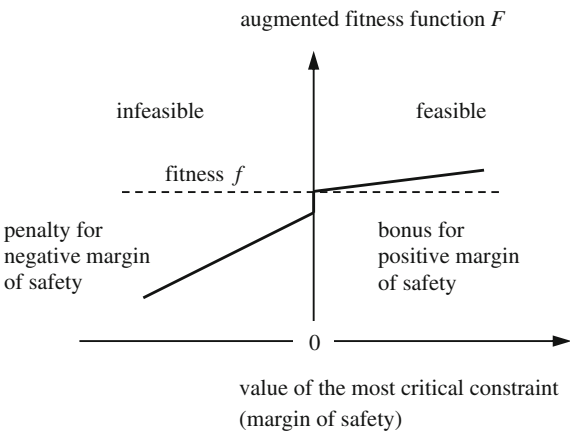 augmented fitness function F
infeasible
feasible
fitness f
penalty for
negative margin
of safety
bonus for
positive margin
of safety
0
value of the most critical constraint
(margin of safety)